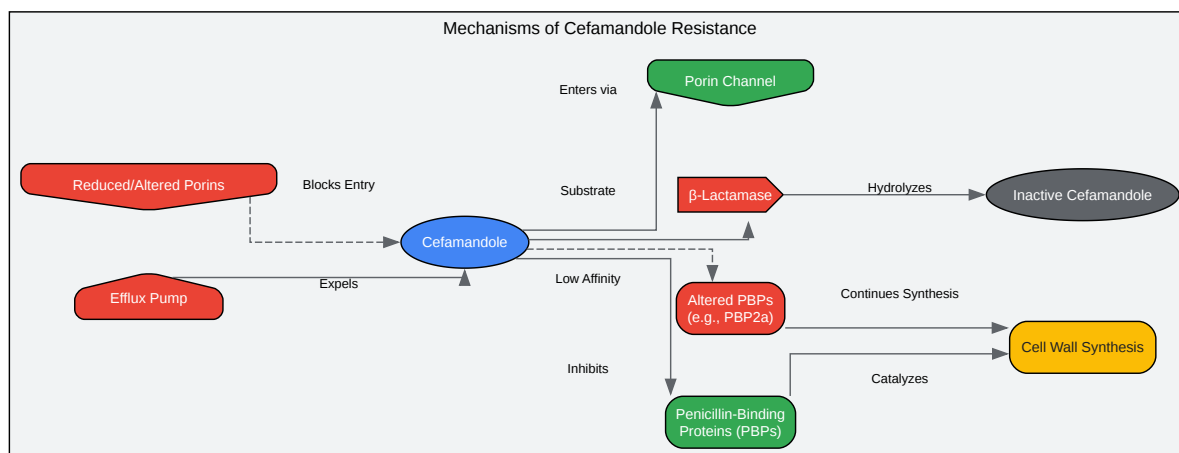 Mechanisms of Cefamandole Resistance
Porin Channel
Enters via
Reduced/Altered Porins
Blocks Entry
Substrate
β-Lactamase
Hydrolyzes
Inactive Cefamandole
Cefamandole
Efflux Pump
Expels
Low Affinity
Altered PBPs
(e.g., PBP2a)
Continues Synthesis
Cell Wall Synthesis
Inhibits
Catalyzes
Penicillin-Binding
Proteins (PBPs)